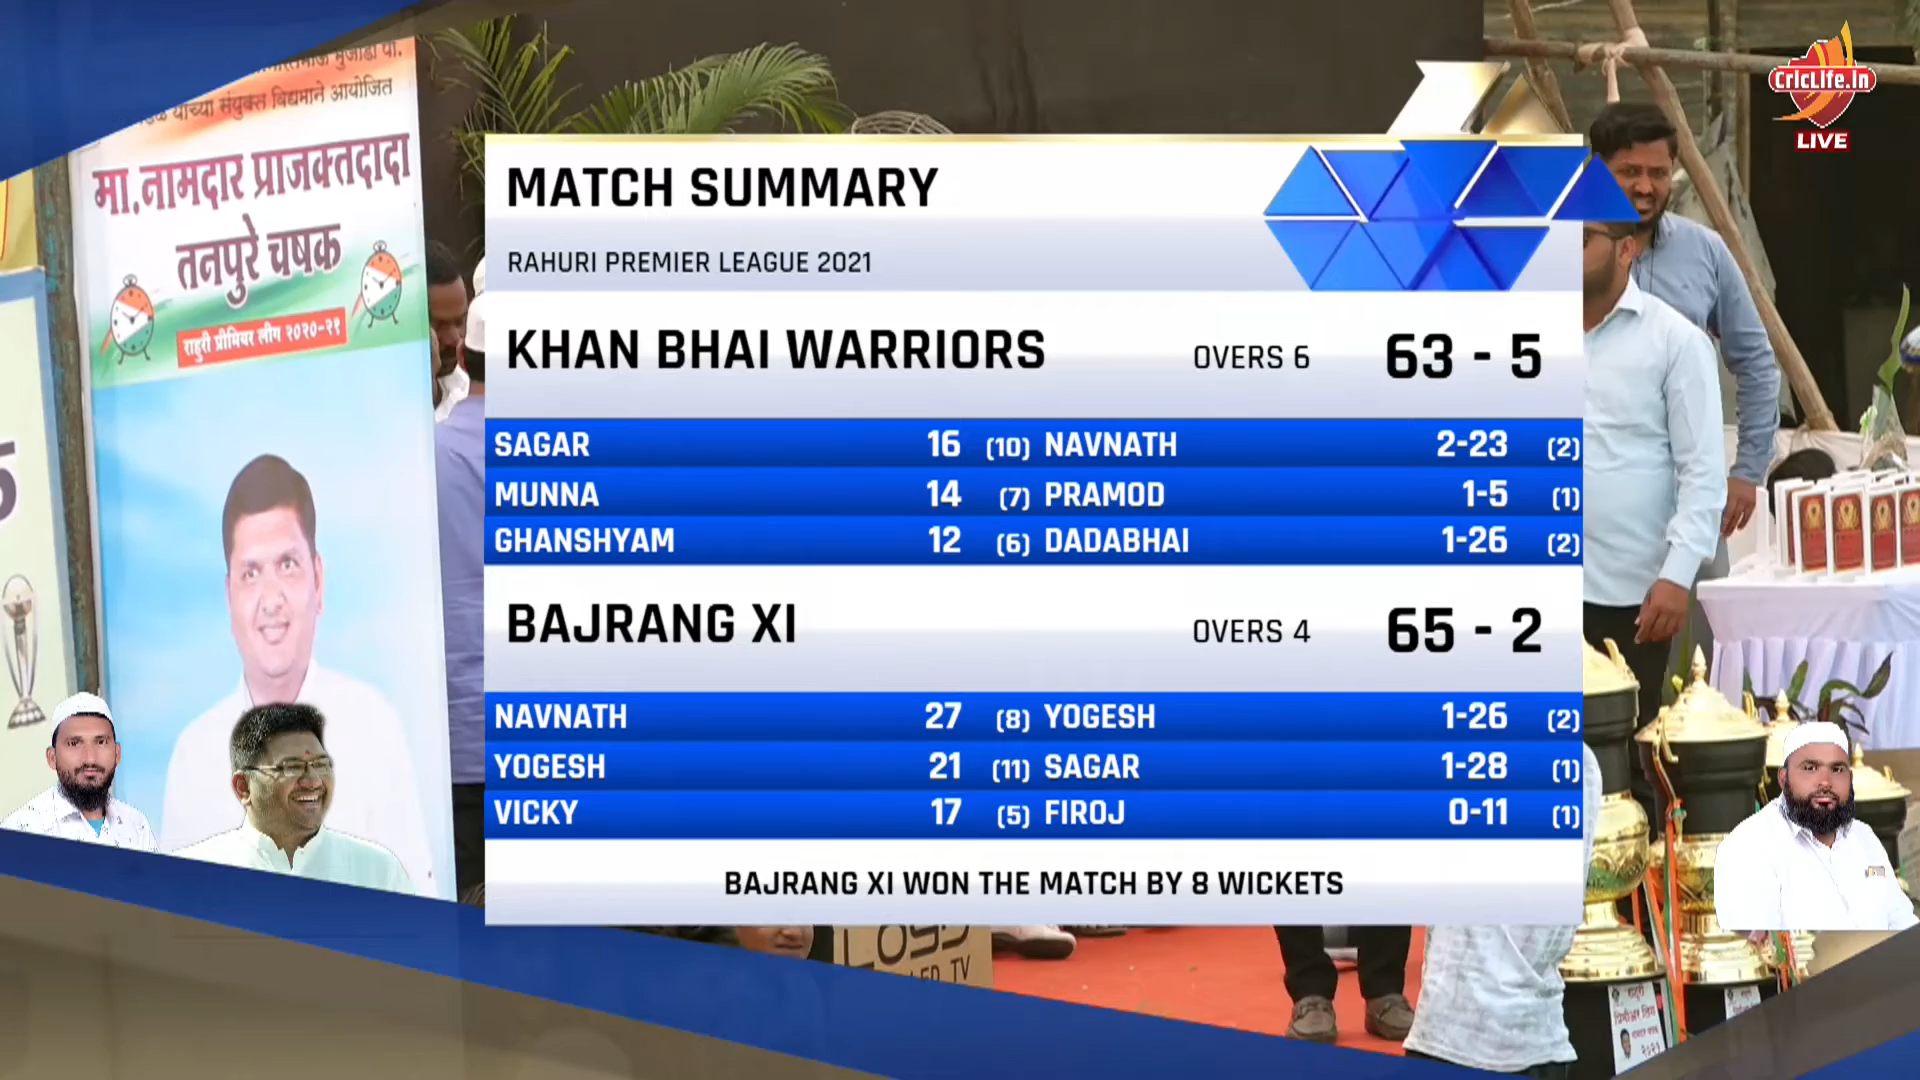 यांच्या संयुक्त विद्यमाने आयोजित
मा.नामदार प्राजक्तदादा
तनपुरे चषक
राहुरी प्रीमियर लीग २०२०-२१
CricLife.In
LIVE
MATCH SUMMARY
RAHURI PREMIER LEAGUE 2021
KHAN BHAI WARRIORS OVERS 6 63 - 5
SAGAR 16 (10) NAVNATH 2-23 (2)
MUNNA 14 (7) PRAMOD 1-5 (1)
GHANSHYAM 12 (6) DADABHAI 1-26 (2)
BAJRANG XI OVERS 4 65 - 2
NAVNATH 27 (8) YOGESH 1-26 (2)
YOGESH 21 (11) SAGAR 1-28 (1)
VICKY 17 (5) FIROJ 0-11 (1)
BAJRANG XI WON THE MATCH BY 8 WICKETS
TV